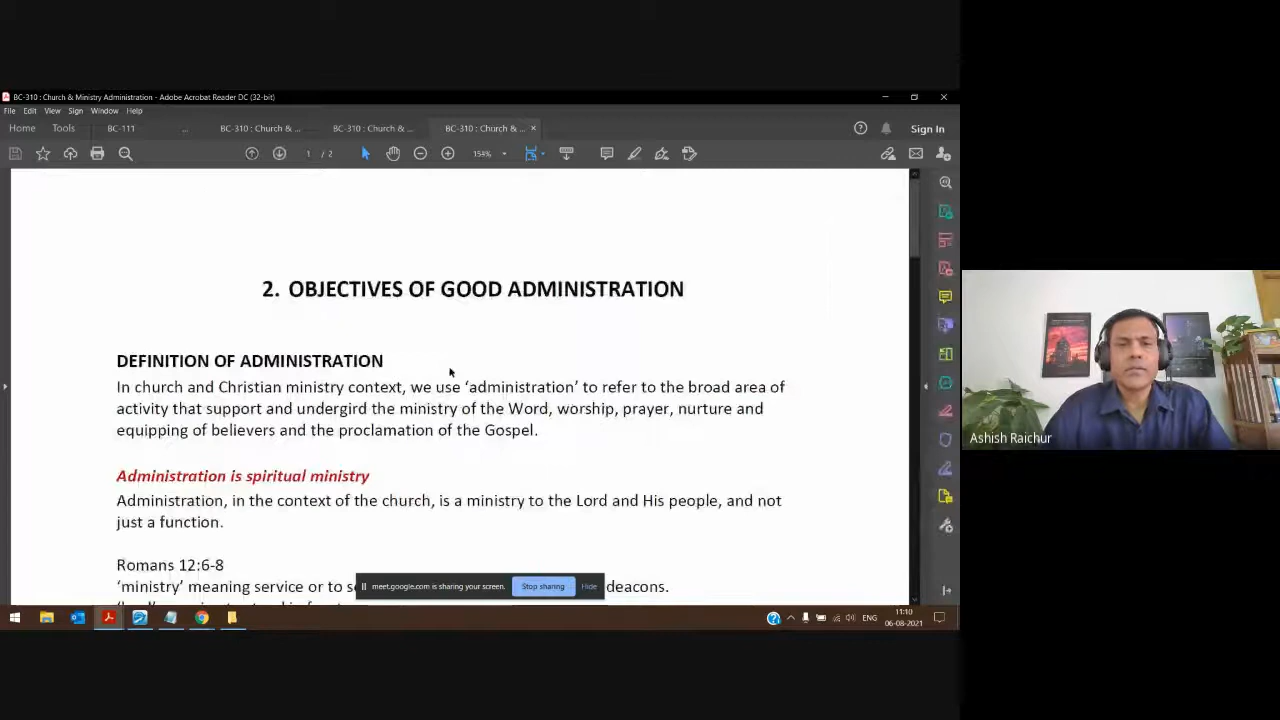 BC-310 : Church & Ministry Administration - Adobe Acrobat Reader DC (32-bit)
File Edit View Sign Window Help
Home Tools BC-111 ... BC-310 : Church & ... BC-310 : Church & ... BC-310 : Church & ... × Sign In
1 / 2 154%
2. OBJECTIVES OF GOOD ADMINISTRATION
DEFINITION OF ADMINISTRATION
In church and Christian ministry context, we use ‘administration’ to refer to the broad area of
activity that support and undergird the ministry of the Word, worship, prayer, nurture and
equipping of believers and the proclamation of the Gospel.
Administration is spiritual ministry
Administration, in the context of the church, is a ministry to the Lord and His people, and not
just a function.
Romans 12:6-8
‘ministry’ meaning service or to se deacons.
meet.google.com is sharing your screen. Stop sharing Hide
ENG 11:10
06-08-2021
Ashish Raichur